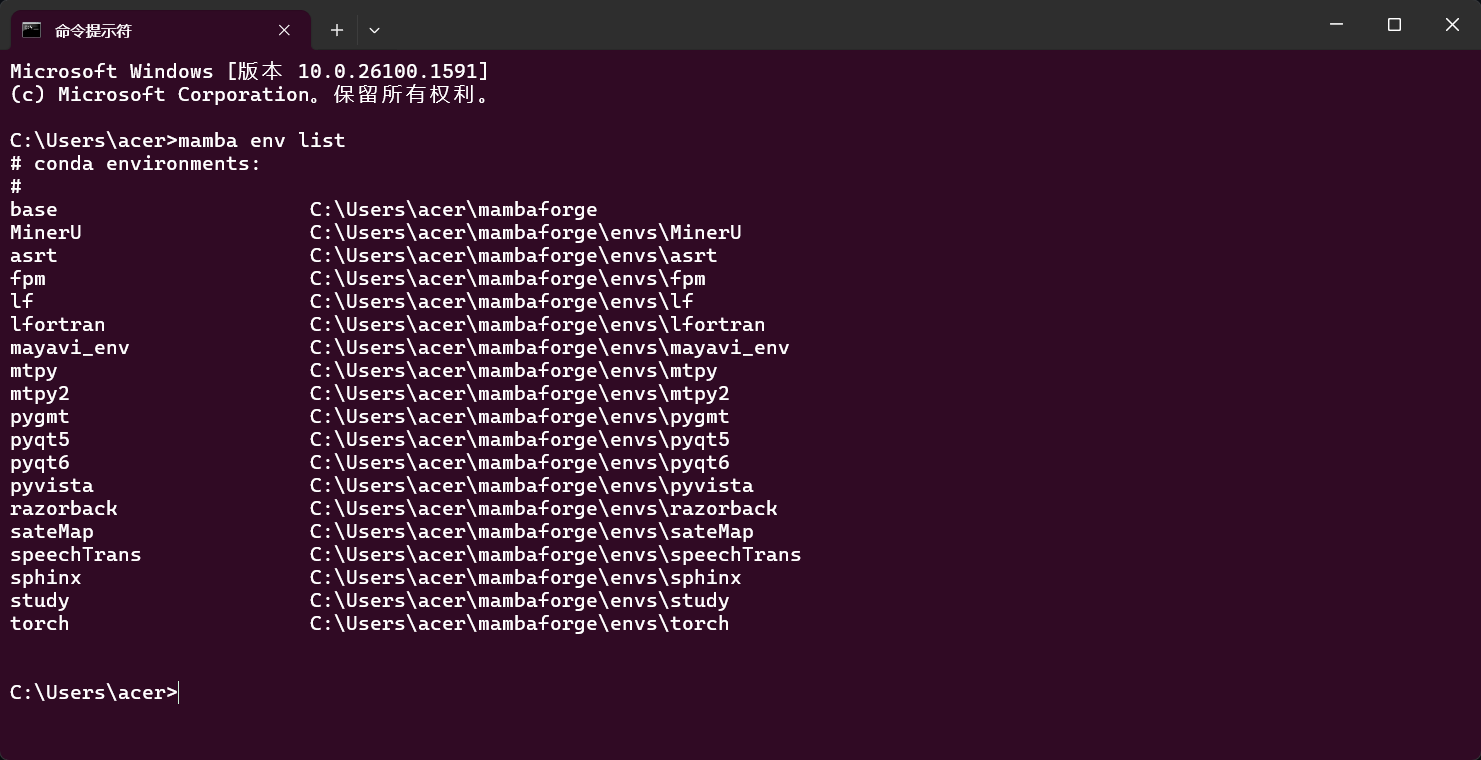 命令提示符
Microsoft Windows [版本 10.0.26100.1591]
(c) Microsoft Corporation。保留所有权利。
C:\Users\acer>mamba env list
# conda environments:
#
base                     C:\Users\acer\mambaforge
MinerU                   C:\Users\acer\mambaforge\envs\MinerU
asrt                     C:\Users\acer\mambaforge\envs\asrt
fpm                      C:\Users\acer\mambaforge\envs\fpm
lf                       C:\Users\acer\mambaforge\envs\lf
lfortran                 C:\Users\acer\mambaforge\envs\lfortran
mayavi_env               C:\Users\acer\mambaforge\envs\mayavi_env
mtpy                     C:\Users\acer\mambaforge\envs\mtpy
mtpy2                    C:\Users\acer\mambaforge\envs\mtpy2
pygmt                    C:\Users\acer\mambaforge\envs\pygmt
pyqt5                    C:\Users\acer\mambaforge\envs\pyqt5
pyqt6                    C:\Users\acer\mambaforge\envs\pyqt6
pyvista                  C:\Users\acer\mambaforge\envs\pyvista
razorback                C:\Users\acer\mambaforge\envs\razorback
sateMap                  C:\Users\acer\mambaforge\envs\sateMap
speechTrans              C:\Users\acer\mambaforge\envs\speechTrans
sphinx                   C:\Users\acer\mambaforge\envs\sphinx
study                    C:\Users\acer\mambaforge\envs\study
torch                    C:\Users\acer\mambaforge\envs\torch
C:\Users\acer>